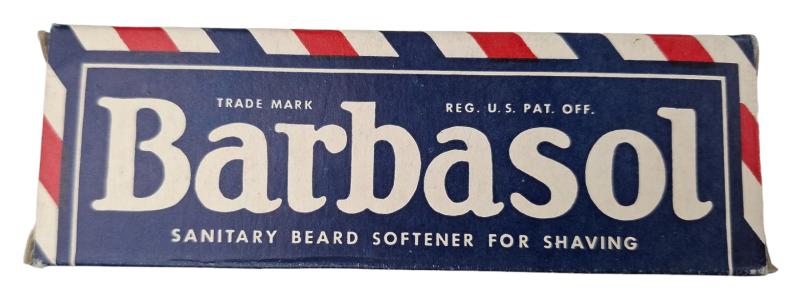 TRADE MARK REG. U.S. PAT. OFF.
Barbasol
SANITARY BEARD SOFTENER FOR SHAVING